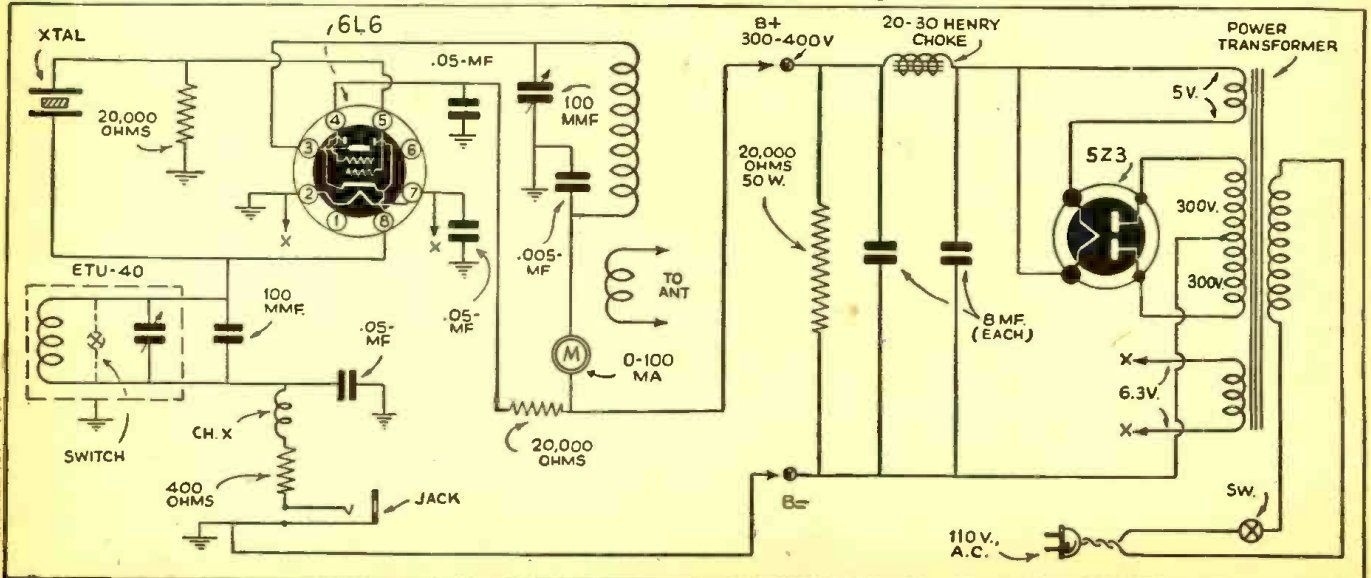 XTAL
20,000
OHMS
6L6
.05-MF
100
MMF
4
5
3
6
2
7
1
8
X
X
ETU-40
100
MMF.
.05-
MF
.05-
MF
.005-
MF
TO
ANT
M
0-100
MA
CH. X
SWITCH
400
OHMS
JACK
20,000
OHMS
B+
300-400V
20-30 HENRY
CHOKE
20,000
OHMS
50 W.
8 MF.
(EACH)
B-
POWER
TRANSFORMER
5V.
5Z3
300V.
300V.
X
6.3V.
X
SW.
110 V.,
A.C.